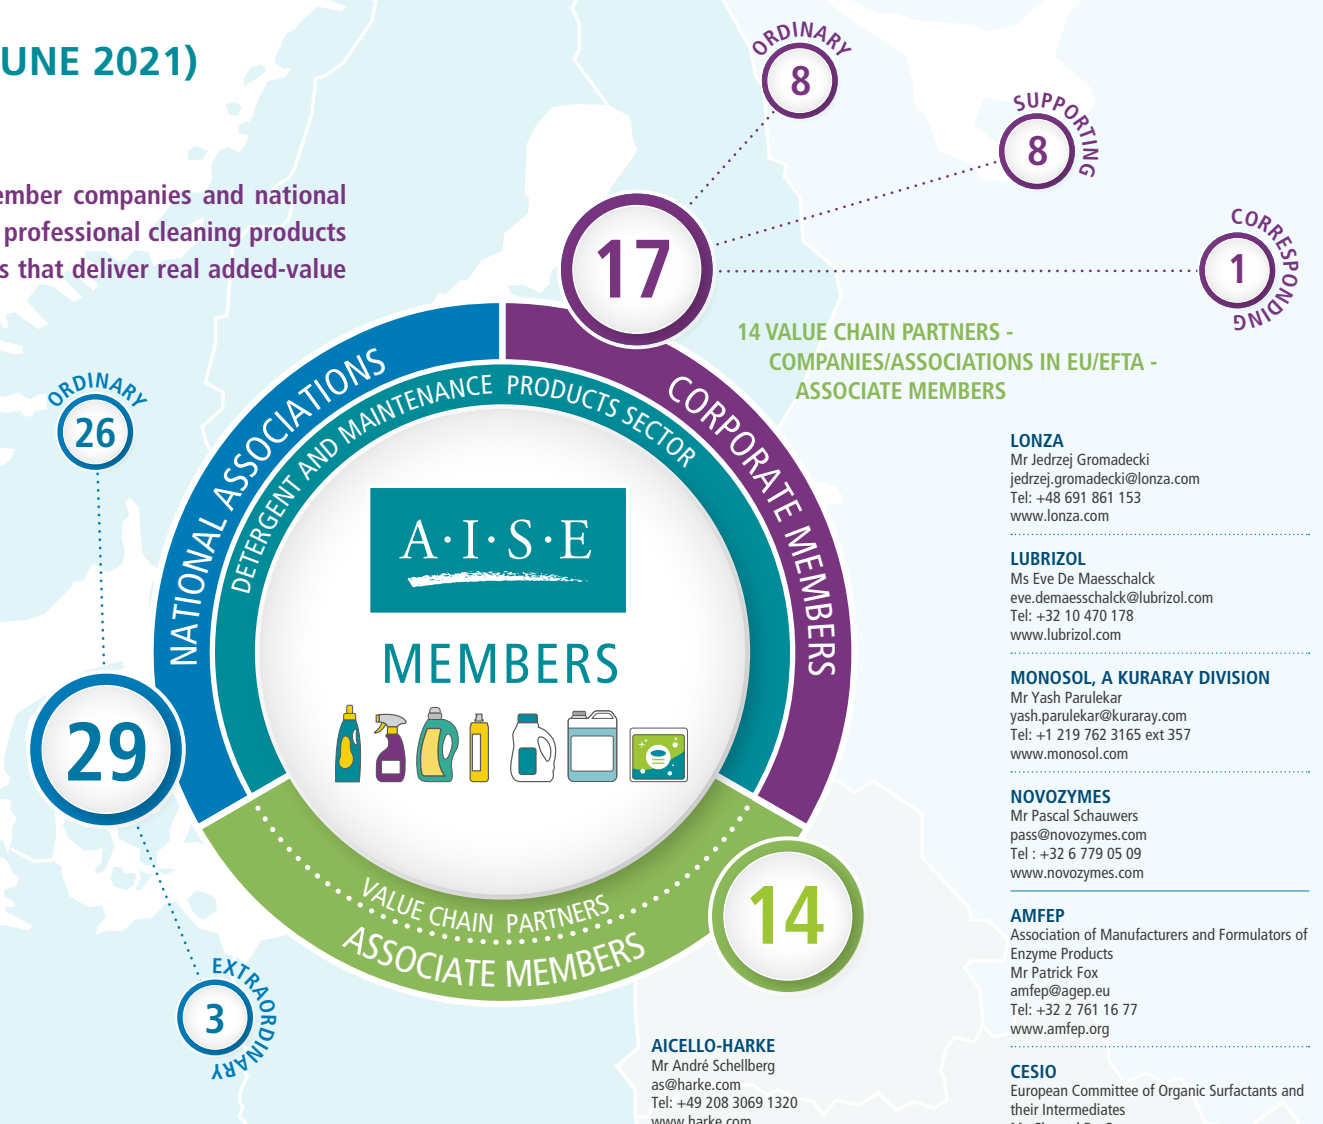 UNE 2021)
ember companies and national
professional cleaning products
s that deliver real added-value
ORDINARY
8
SUPPORTING
8
CORRESPONDING
1
17
14 VALUE CHAIN PARTNERS -
COMPANIES/ASSOCIATIONS IN EU/EFTA -
ASSOCIATE MEMBERS
ORDINARY
26
29
EXTRAORDINARY
3
NATIONAL ASSOCIATIONS
CORPORATE MEMBERS
DETERGENT AND MAINTENANCE PRODUCTS SECTOR
A·I·S·E
MEMBERS
VALUE CHAIN PARTNERS
ASSOCIATE MEMBERS
14
AICELLO-HARKE
Mr André Schellberg
as@harke.com
Tel: +49 208 3069 1320
www.harke.com
LONZA
Mr Jedrzej Gromadecki
jedrzej.gromadecki@lonza.com
Tel: +48 691 861 153
www.lonza.com
LUBRIZOL
Ms Eve De Maesschalck
eve.demaesschalck@lubrizol.com
Tel: +32 10 470 178
www.lubrizol.com
MONOSOL, A KURARAY DIVISION
Mr Yash Parulekar
yash.parulekar@kuraray.com
Tel: +1 219 762 3165 ext 357
www.monosol.com
NOVOZYMES
Mr Pascal Schauwers
pass@novozymes.com
Tel : +32 6 779 05 09
www.novozymes.com
AMFEP
Association of Manufacturers and Formulators of
Enzyme Products
Mr Patrick Fox
amfep@agep.eu
Tel: +32 2 761 16 77
www.amfep.org
CESIO
European Committee of Organic Surfactants and
their Intermediates